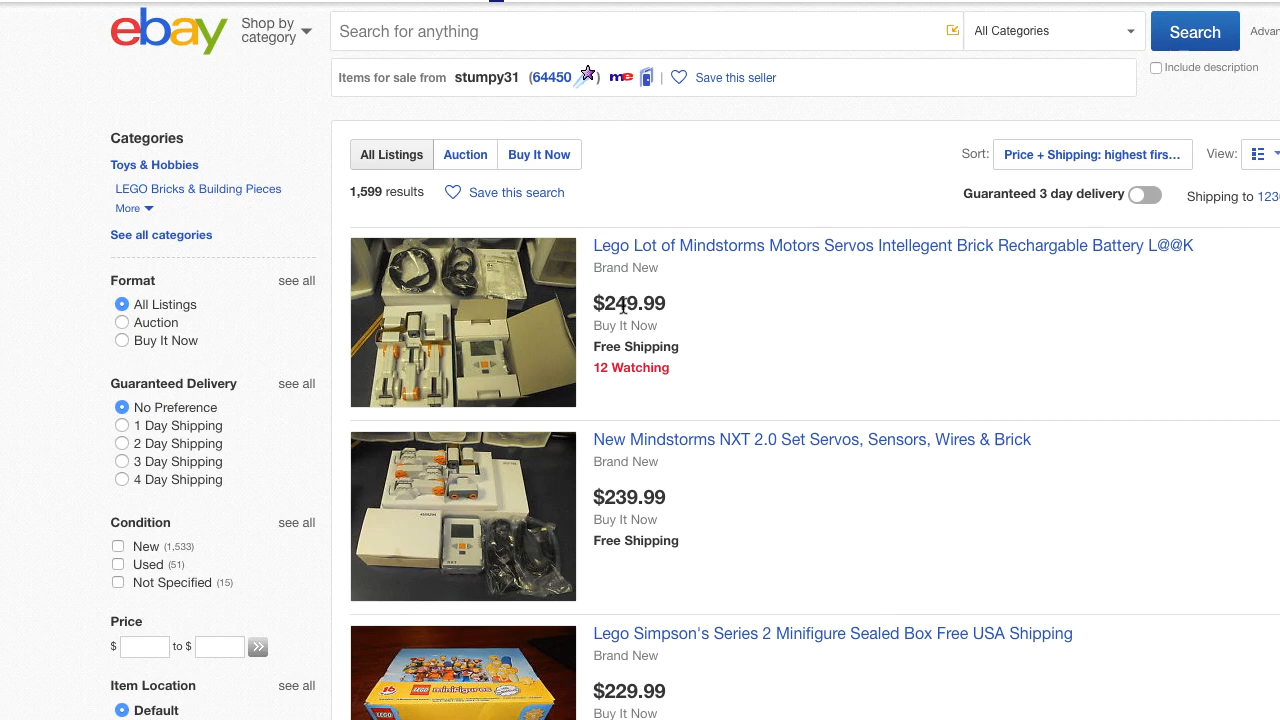 ebay
Shop by
category
Search for anything
All Categories
Search
Advan
Items for sale from stumpy31 (64450 ) me | Save this seller
Include description
Categories
Toys & Hobbies
LEGO Bricks & Building Pieces
More
See all categories
Format see all
All Listings
Auction
Buy It Now
Guaranteed Delivery see all
No Preference
1 Day Shipping
2 Day Shipping
3 Day Shipping
4 Day Shipping
Condition see all
New (1,533)
Used (51)
Not Specified (15)
Price
$ to $
Item Location see all
Default
All Listings Auction Buy It Now
Sort: Price + Shipping: highest firs... View:
1,599 results Save this search
Guaranteed 3 day delivery Shipping to 123
Lego Lot of Mindstorms Motors Servos Intellegent Brick Rechargable Battery L@@K
Brand New
$249.99
Buy It Now
Free Shipping
12 Watching
New Mindstorms NXT 2.0 Set Servos, Sensors, Wires & Brick
Brand New
$239.99
Buy It Now
Free Shipping
Lego Simpson's Series 2 Minifigure Sealed Box Free USA Shipping
Brand New
$229.99
Buy It Now
LEGO minifigures
LEGO